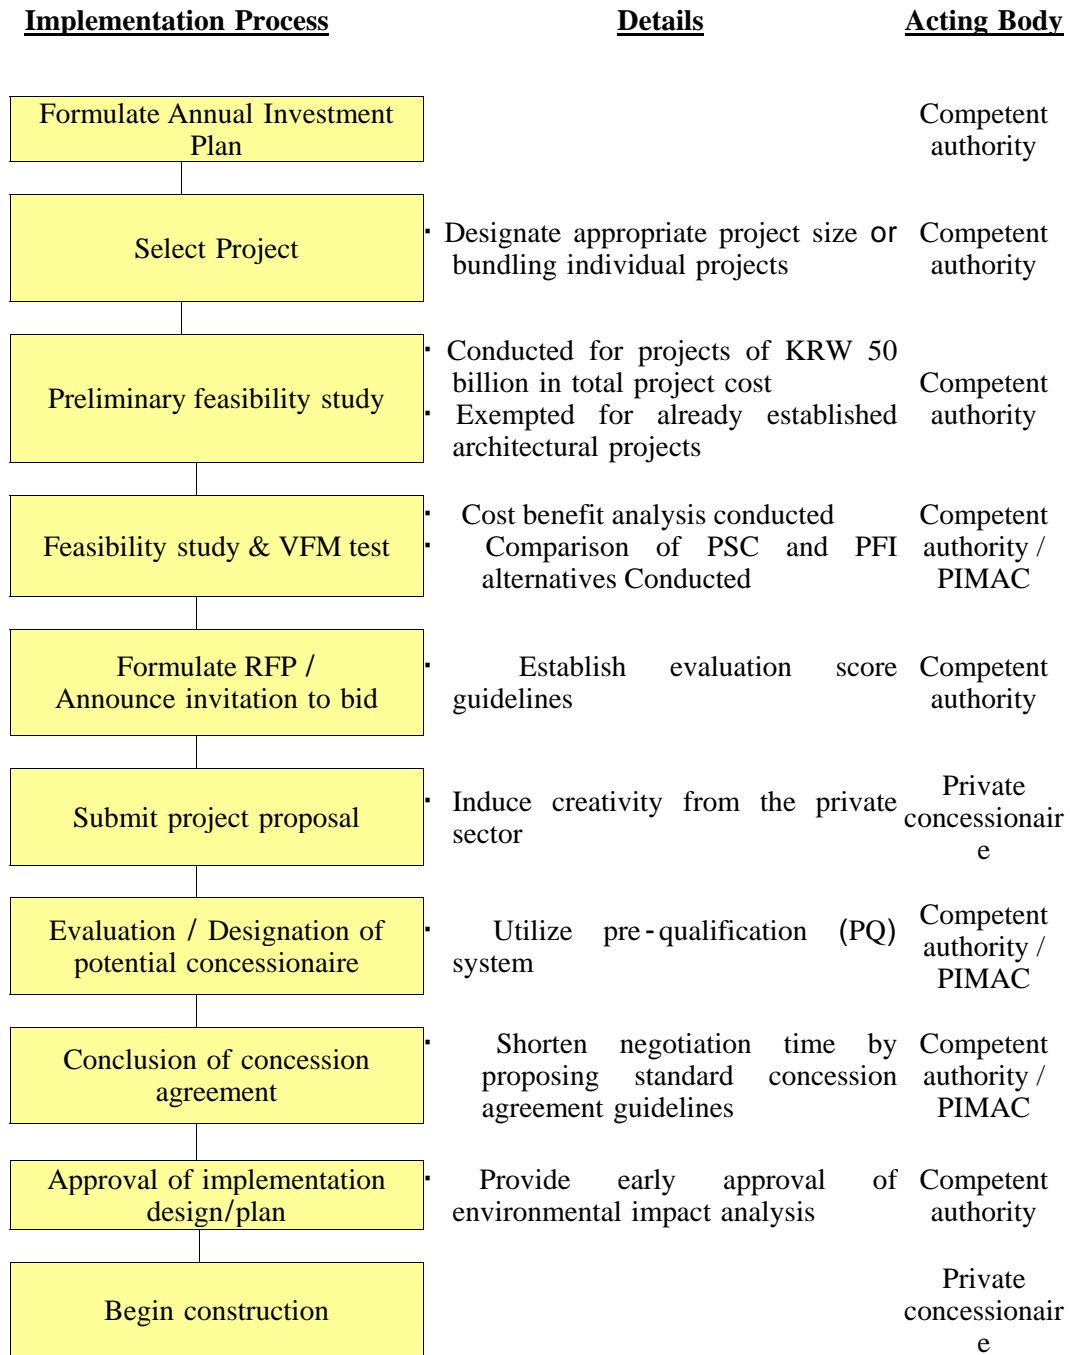 Implementation Process Details Acting Body
Formulate Annual Investment
Plan
Competent
authority
Select Project
· Designate appropriate project size or
bundling individual projects
Competent
authority
Preliminary feasibility study
· Conducted for projects of KRW 50
billion in total project cost
· Exempted for already established
architectural projects
Competent
authority
Feasibility study & VFM test
· Cost benefit analysis conducted
· Comparison of PSC and PFI
alternatives Conducted
Competent
authority /
PIMAC
Formulate RFP /
Announce invitation to bid
· Establish evaluation score
guidelines
Competent
authority
Submit project proposal
· Induce creativity from the private
sector
Private
concessionair
e
Evaluation / Designation of
potential concessionaire
· Utilize pre-qualification (PQ)
system
Competent
authority /
PIMAC
Conclusion of concession
agreement
· Shorten negotiation time by
proposing standard concession
agreement guidelines
Competent
authority /
PIMAC
Approval of implementation
design/plan
· Provide early approval of
environmental impact analysis
Competent
authority
Begin construction
Private
concessionair
e